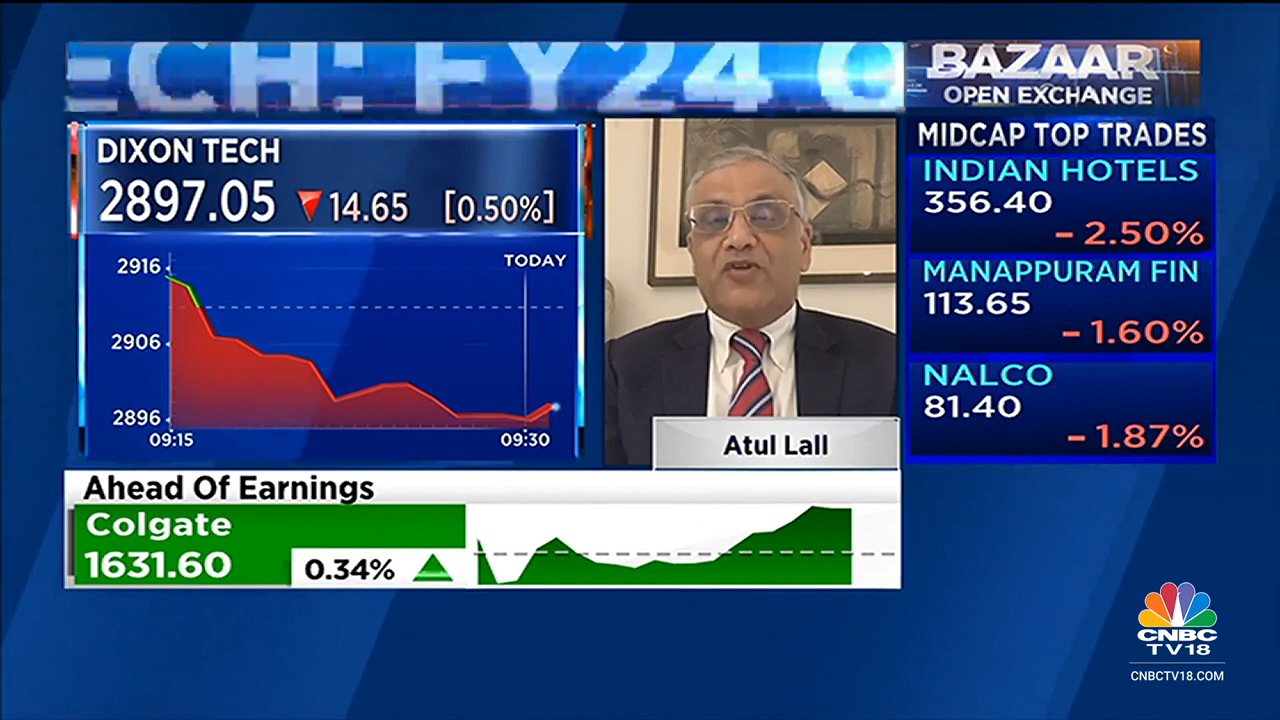 ECH: FY24 O
BAZAAR
OPEN EXCHANGE
DIXON TECH
2897.05 14.65 [0.50%]
TODAY
2916
2906
2896
09:15 09:30
Atul Lall
MIDCAP TOP TRADES
INDIAN HOTELS
356.40
- 2.50%
MANAPPURAM FIN
113.65
- 1.60%
NALCO
81.40
- 1.87%
Ahead Of Earnings
Colgate
1631.60 0.34%
CNBC
TV18
CNBCTV18.COM